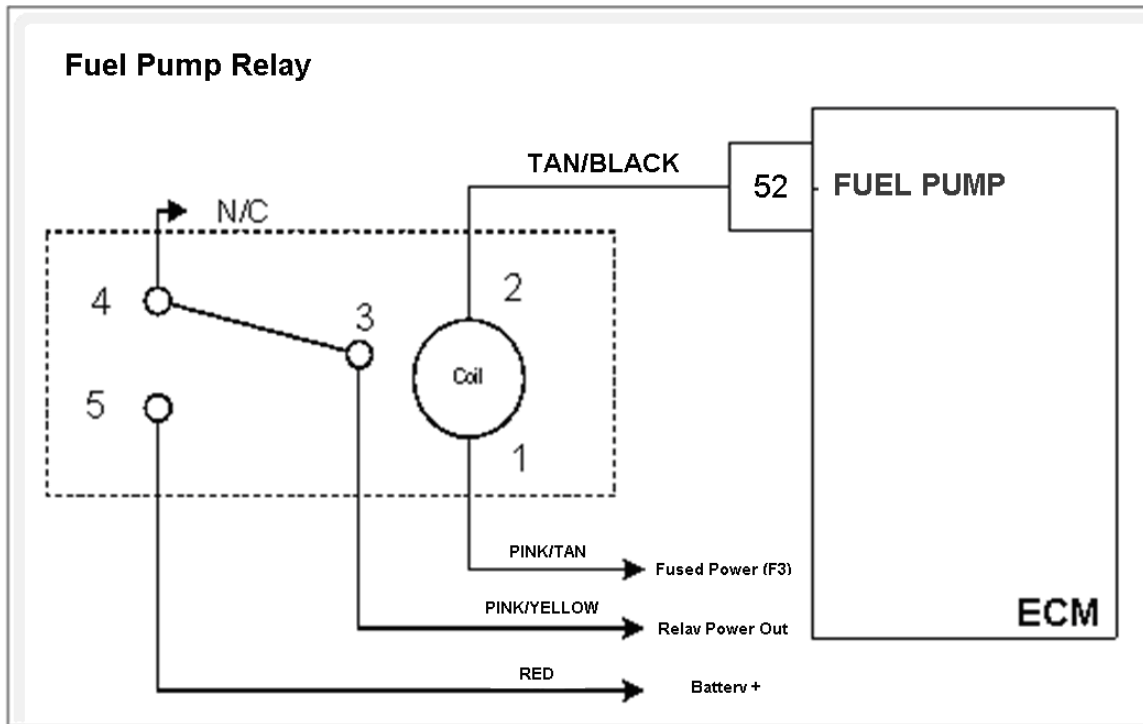 Fuel Pump Relay
TAN/BLACK
52
FUEL PUMP
N/C
4
3
2
5
Coil
1
PINK/TAN
Fused Power (F3)
PINK/YELLOW
Relay Power Out
ECM
RED
Battery +